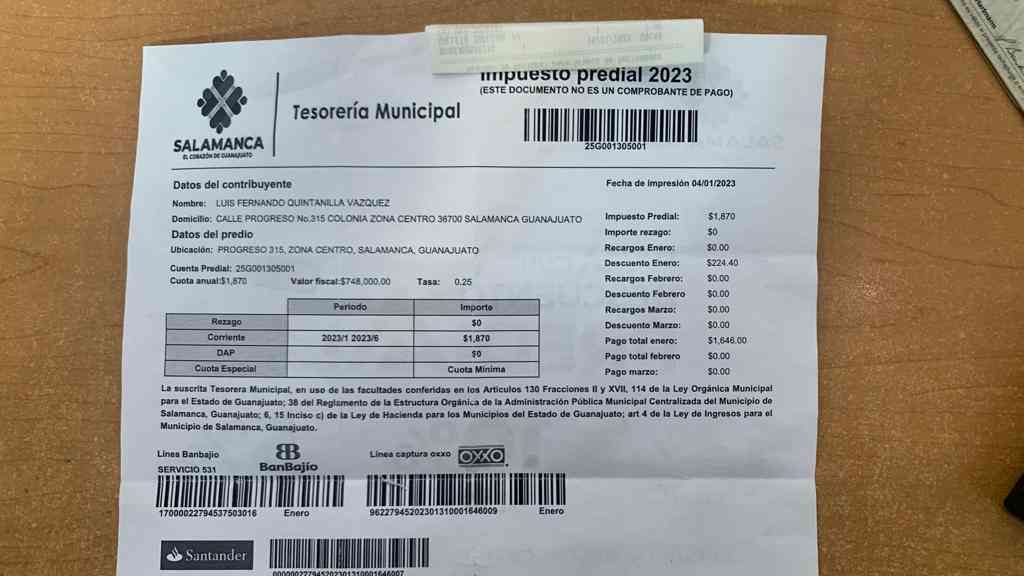 Impuesto predial 2023
(ESTE DOCUMENTO NO ES UN COMPROBANTE DE PAGO)
SALAMANCA
EL CORAZÓN DE GUANAJUATO
Tesorería Municipal
25G001305001
Datos del contribuyente
Fecha de impresión 04/01/2023
Nombre: LUIS FERNANDO QUINTANILLA VAZQUEZ
Domicilio: CALLE PROGRESO No.315 COLONIA ZONA CENTRO 36700 SALAMANCA GUANAJUATO
Datos del predio
Ubicación: PROGRESO 315, ZONA CENTRO, SALAMANCA, GUANAJUATO
Cuenta Predial: 25G001305001
Cuota anual:$1,870 Valor fiscal:$748,000.00 Tasa: 0.25
Impuesto Predial: $1,870
Importe rezago: $0
Recargos Enero: $0.00
Descuento Enero: $224.40
Recargos Febrero: $0.00
Descuento Febrero $0.00
Recargos Marzo: $0.00
Descuento Marzo: $0.00
Pago total enero: $1,646.00
Pago total febrero $0.00
Pago marzo: $0.00
Periodo Importe
Rezago $0
Corriente 2023/1 2023/6 $1,870
DAP $0
Cuota Especial Cuota Mínima
La suscrita Tesorera Municipal, en uso de las facultades conferidas en los Artículos 130 Fracciones II y XVII, 114 de la Ley Orgánica Municipal
para el Estado de Guanajuato; 38 del Reglamento de la Estructura Orgánica de la Administración Pública Municipal Centralizada del Municipio de
Salamanca, Guanajuato; 6, 15 Inciso c) de la Ley de Hacienda para los Municipios del Estado de Guanajuato; art 4 de la Ley de Ingresos para el
Municipio de Salamanca, Guanajuato.
Línea Banbajío
SERVICIO 531
BanBajío
Línea captura oxxo
OXXO
17000022794537503016 Enero
96227945202301310001646009 Enero
Santander
000000227945202301310001646007